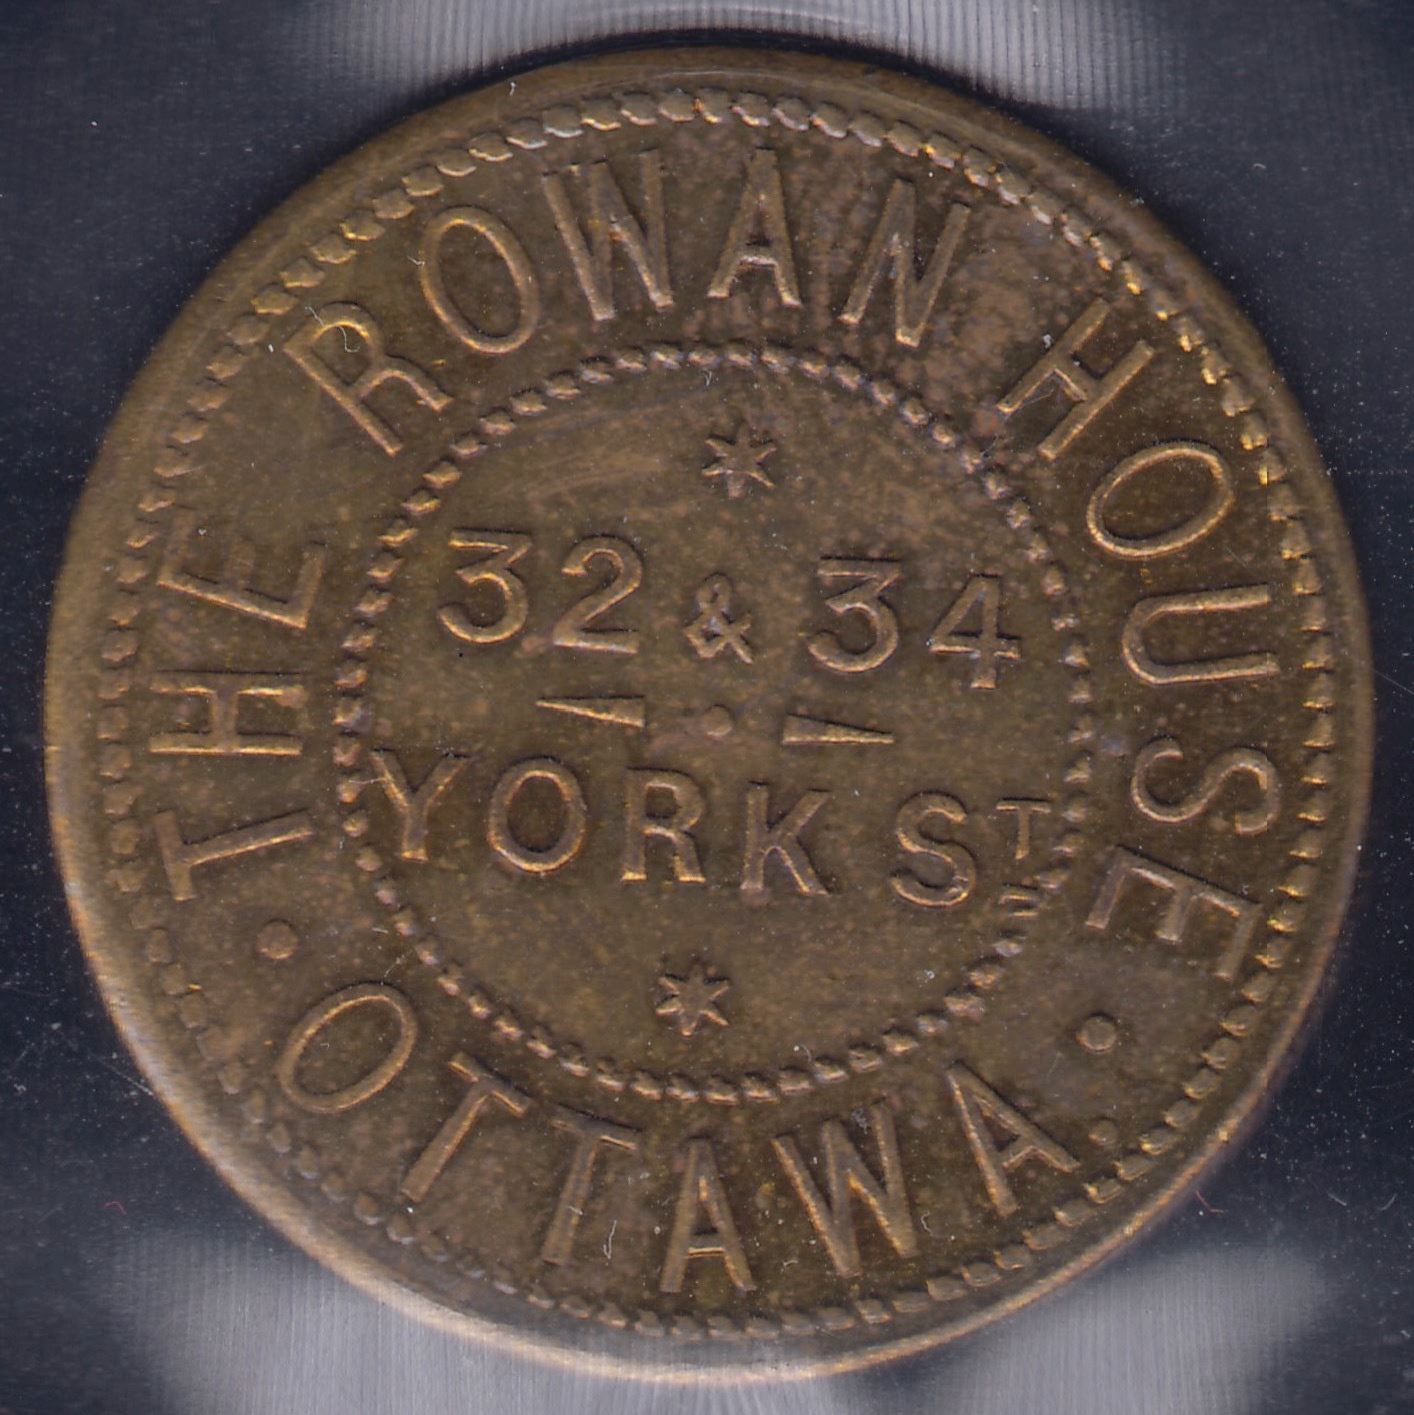 THE ROWAN HOUSE
32 & 34
YORK ST
· OTTAWA ·